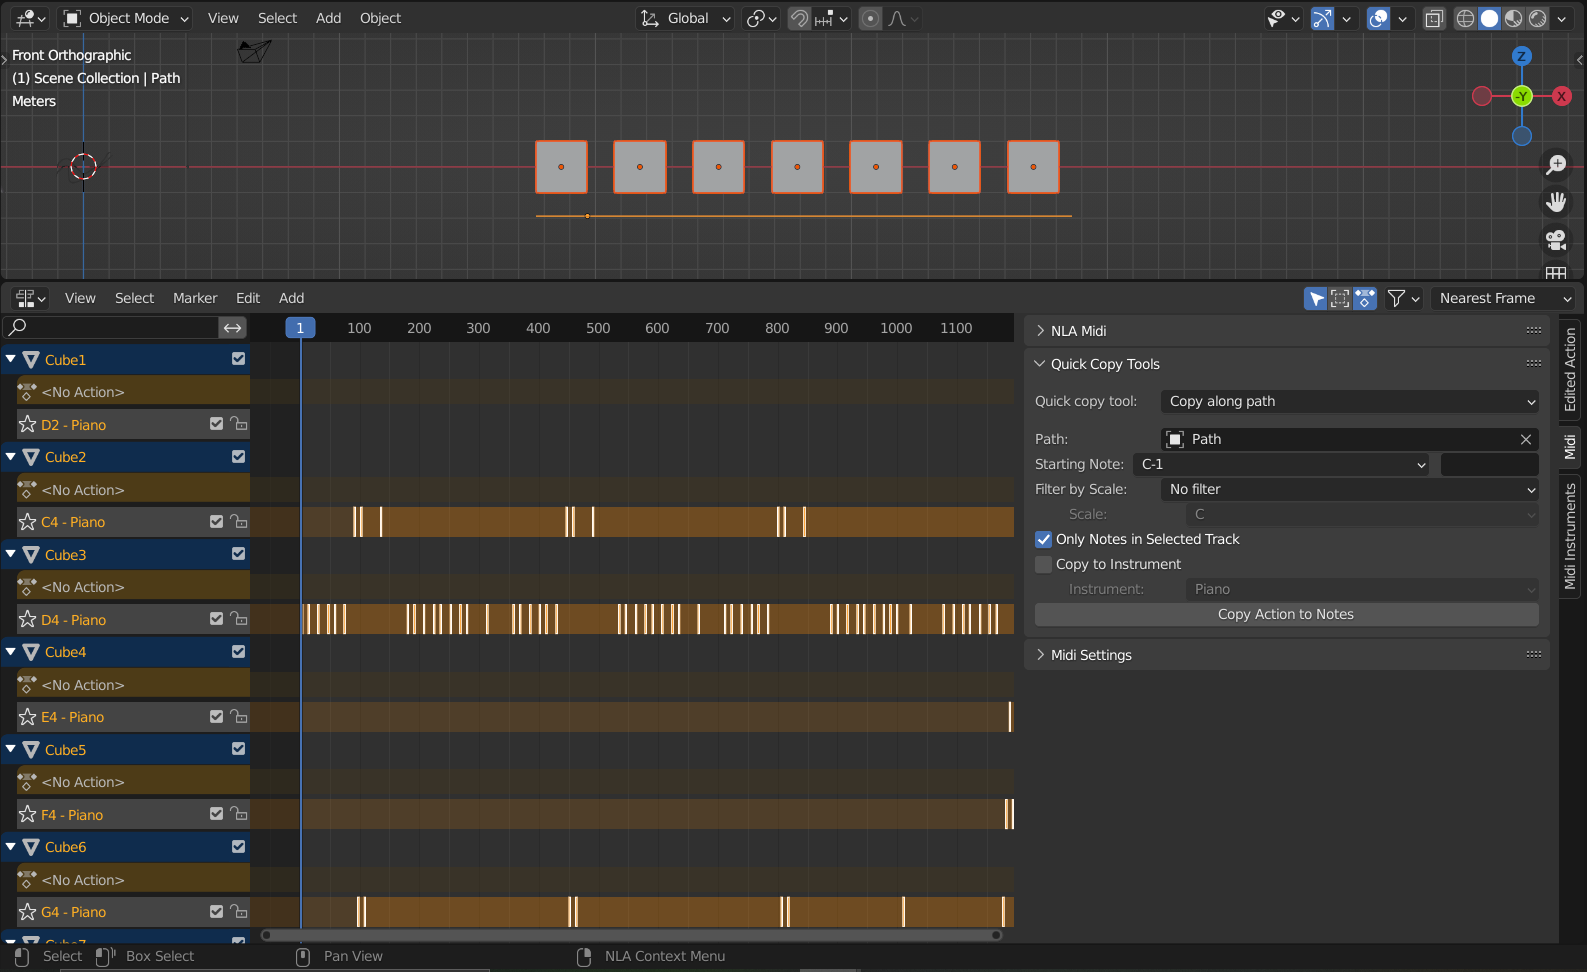 Object Mode View Select Add Object Global
Front Orthographic
(1) Scene Collection | Path
Meters
Z
-Y X
View Select Marker Edit Add Nearest Frame
1 100 200 300 400 500 600 700 800 900 1000 1100
Cube1
<No Action>
D2 - Piano
Cube2
<No Action>
C4 - Piano
Cube3
<No Action>
D4 - Piano
Cube4
<No Action>
E4 - Piano
Cube5
<No Action>
F4 - Piano
Cube6
<No Action>
G4 - Piano
NLA Midi
Quick Copy Tools
Quick copy tool: Copy along path
Path: Path
Starting Note: C-1
Filter by Scale: No filter
Scale: C
Only Notes in Selected Track
Copy to Instrument
Instrument: Piano
Copy Action to Notes
Midi Settings
Edited Action
Midi
Midi Instruments
Select Box Select Pan View NLA Context Menu